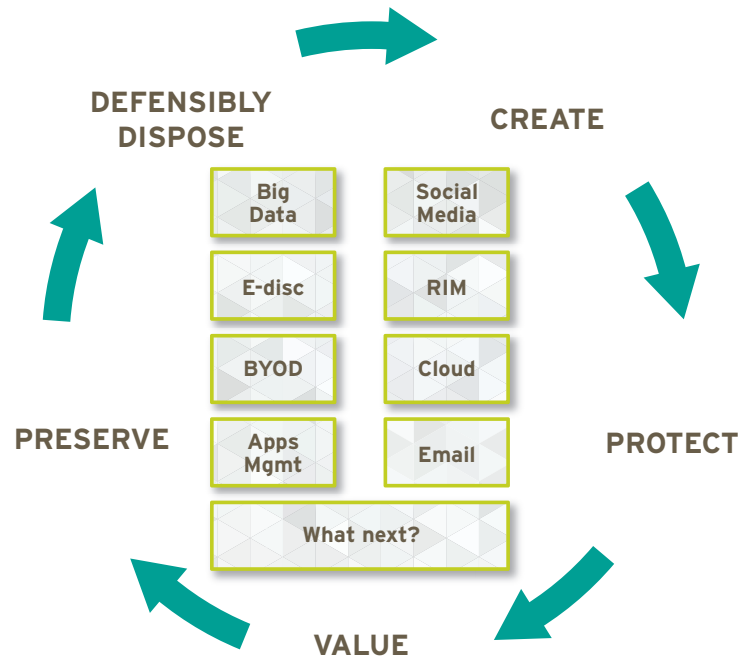 DEFENSIBLY
DISPOSE
CREATE
Big
Data
Social
Media
E-disc
RIM
BYOD
Cloud
PRESERVE
Apps
Mgmt
Email
PROTECT
What next?
VALUE